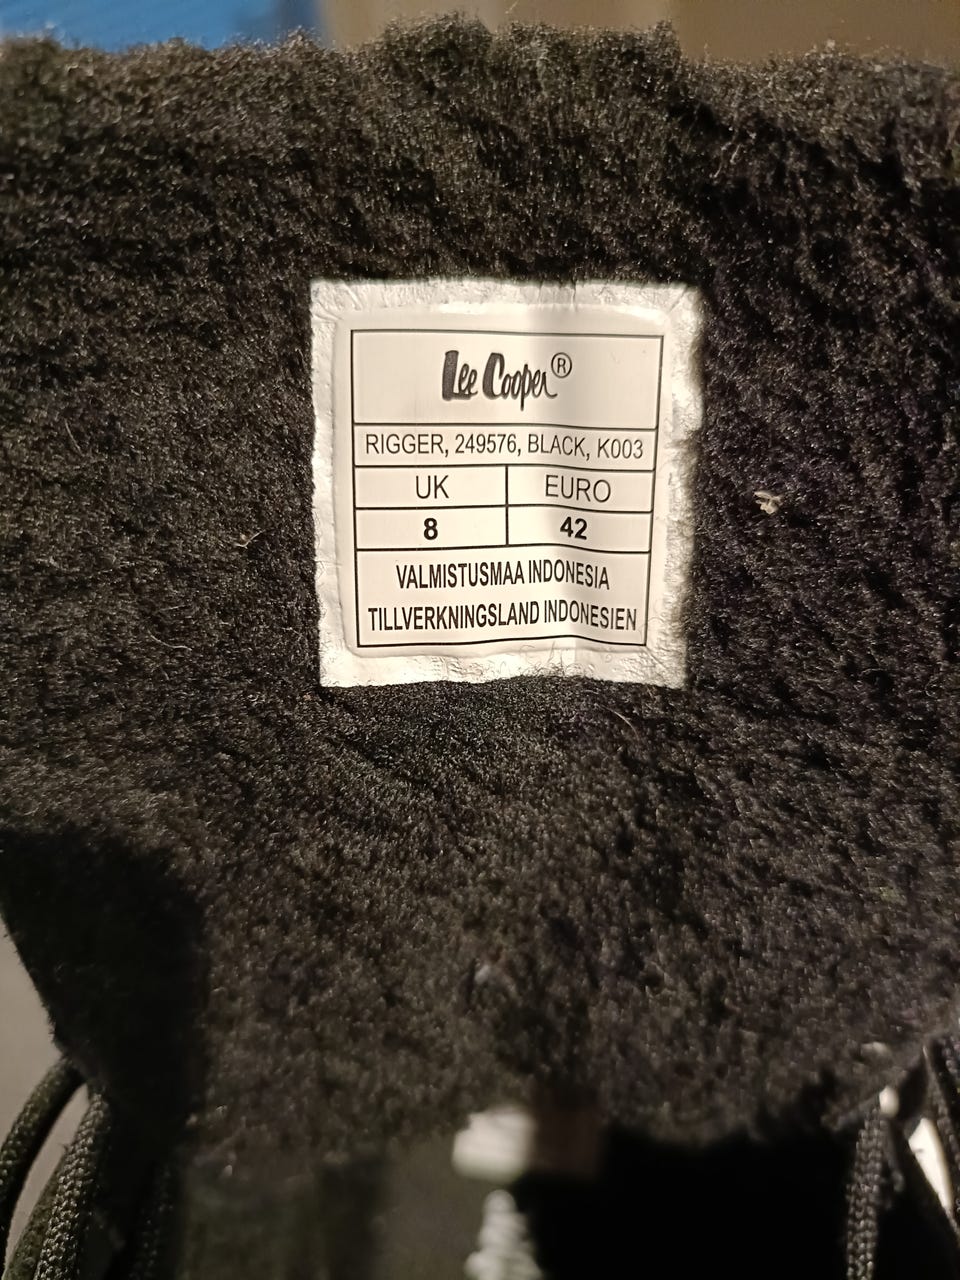 Lee Cooper®
RIGGER, 249576, BLACK, K003
UK EURO
8 42
VALMISTUSMAA INDONESIA
TILLVERKNINGSLAND INDONESIEN